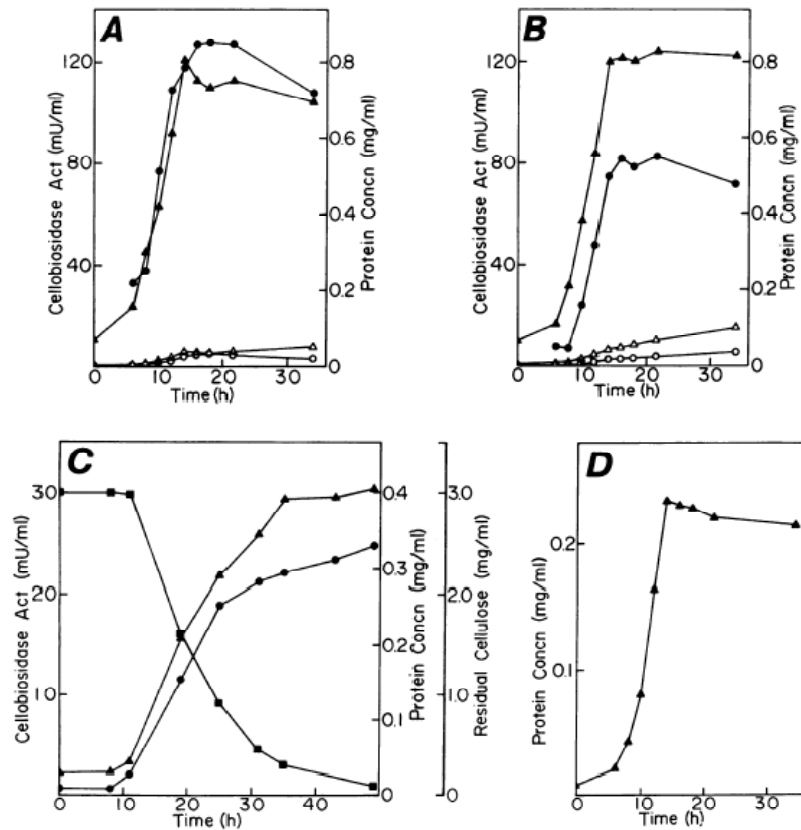 A
Cellobiosidase Act (mU/ml)
120
80
40
0.8
0.6
0.4
0.2
0
Protein Concn (mg/ml)
0
10
20
30
Time (h)
B
Cellobiosidase Act (mU/ml)
120
80
40
0.8
0.6
0.4
0.2
0
Protein Concn (mg/ml)
0
10
20
30
Time (h)
C
Cellobiosidase Act (mU/ml)
30
20
10
0.4
0.3
0.2
0.1
0
Protein Concn (mg/ml)
3.0
2.0
1.0
0
Residual Cellulose (mg/ml)
0
10
20
30
40
Time (h)
D
Protein Concn (mg/ml)
0.2
0.1
0
10
20
30
Time (h)